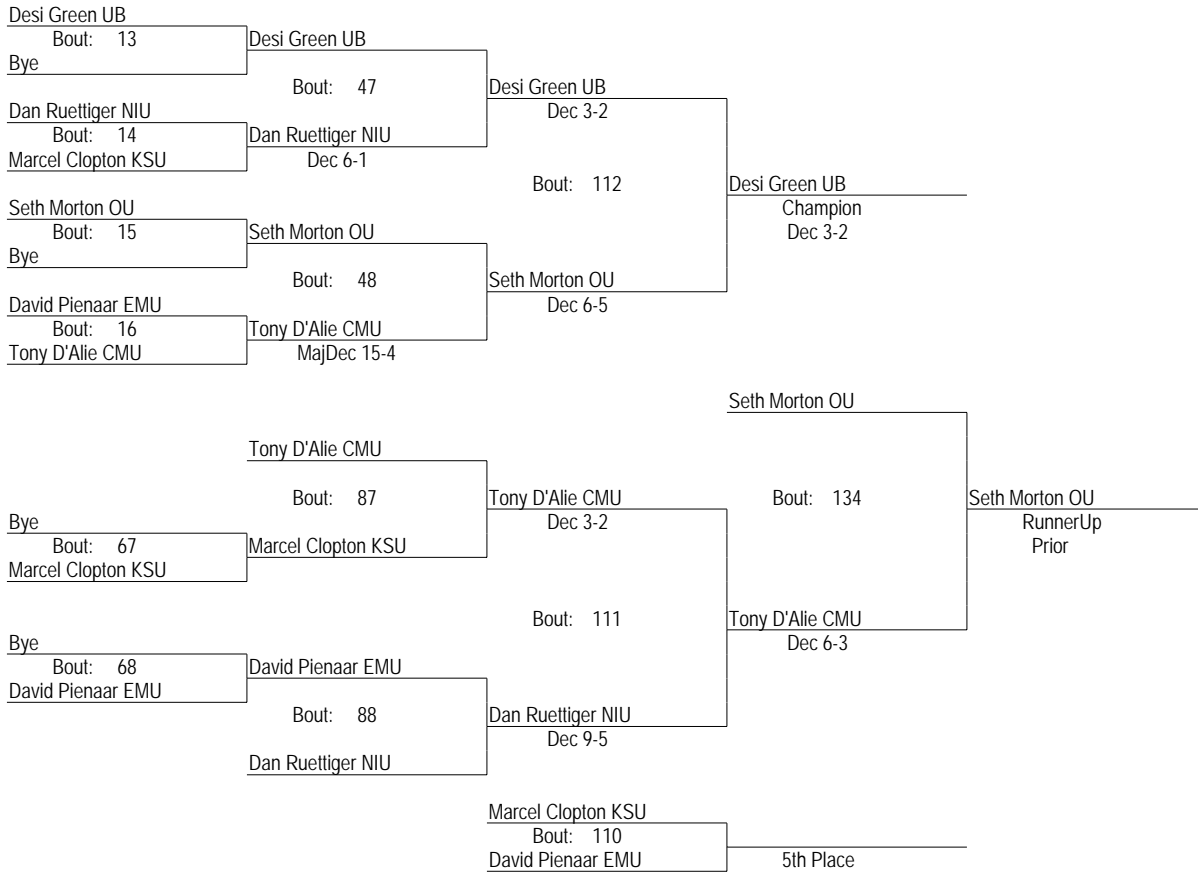 Desi Green UB
Bout: 13
Bye
Desi Green UB
Bout: 47
Dan Ruettiger NIU
Bout: 14
Marcel Clopton KSU
Dan Ruettiger NIU
Dec 6-1
Desi Green UB
Dec 3-2
Bout: 112
Seth Morton OU
Bout: 15
Bye
Seth Morton OU
Bout: 48
David Pienaar EMU
Bout: 16
Tony D'Alie CMU
Tony D'Alie CMU
MajDec 15-4
Seth Morton OU
Dec 6-5
Desi Green UB
Champion
Dec 3-2
Tony D'Alie CMU
Bout: 87
Bye
Bout: 67
Marcel Clopton KSU
Marcel Clopton KSU
Tony D'Alie CMU
Dec 3-2
Bout: 111
Bye
Bout: 68
David Pienaar EMU
David Pienaar EMU
Bout: 88
Dan Ruettiger NIU
Dan Ruettiger NIU
Dec 9-5
Seth Morton OU
Bout: 134
Tony D'Alie CMU
Dec 6-3
Seth Morton OU
RunnerUp
Prior
Marcel Clopton KSU
Bout: 110
David Pienaar EMU
5th Place